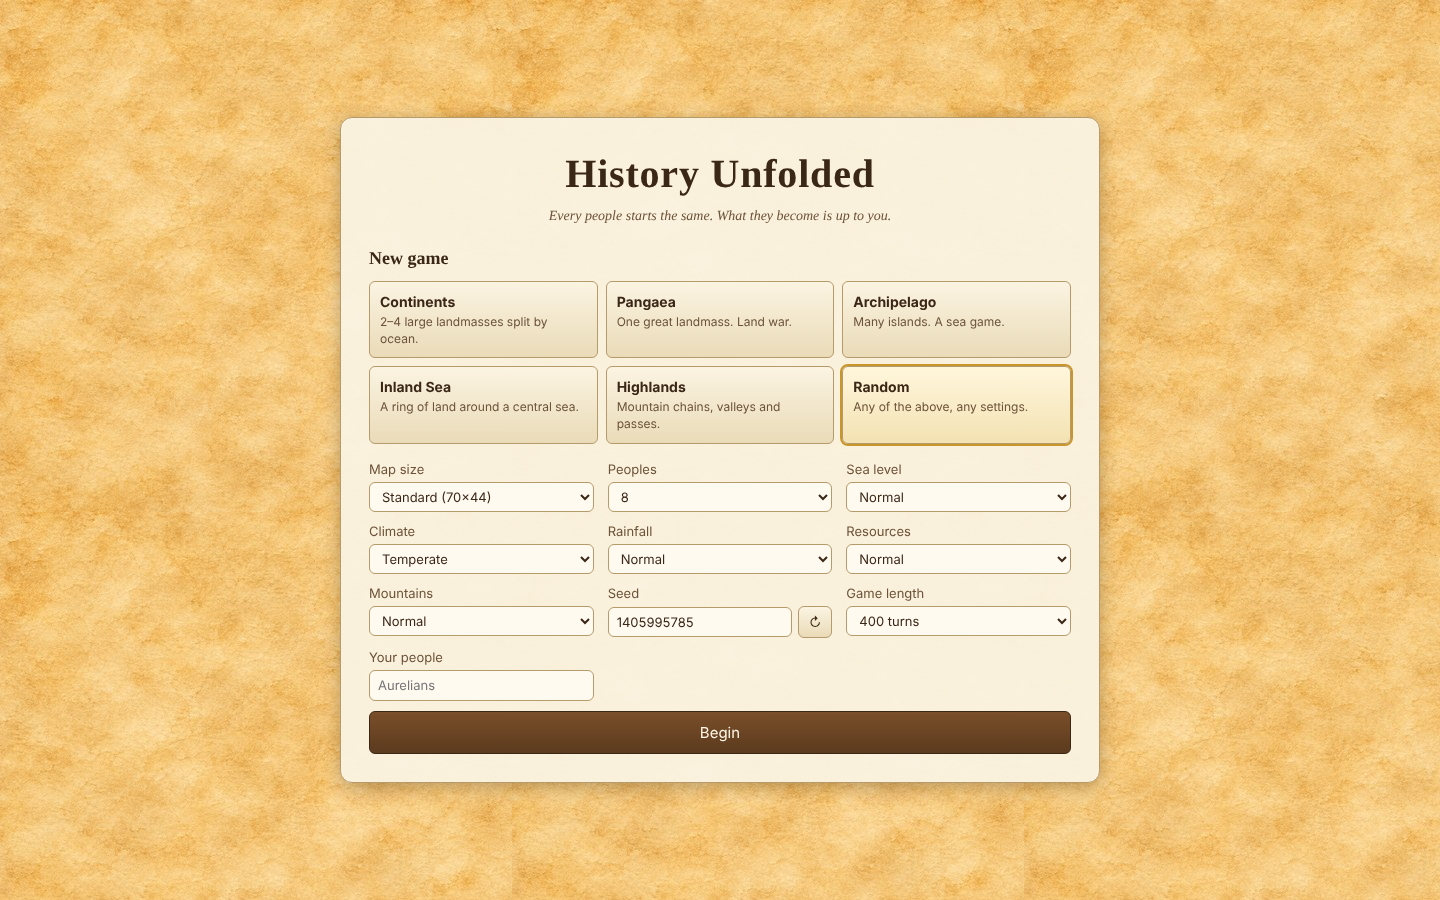 History Unfolded
Every people starts the same. What they become is up to you.
New game
Continents
2–4 large landmasses split by
ocean.
Pangaea
One great landmass. Land war.
Archipelago
Many islands. A sea game.
Inland Sea
A ring of land around a central sea.
Highlands
Mountain chains, valleys and
passes.
Random
Any of the above, any settings.
Map size
Standard (70×44)
Peoples
8
Sea level
Normal
Climate
Temperate
Rainfall
Normal
Resources
Normal
Mountains
Normal
Seed
1405995785
↻
Game length
400 turns
Your people
Aurelians
Begin